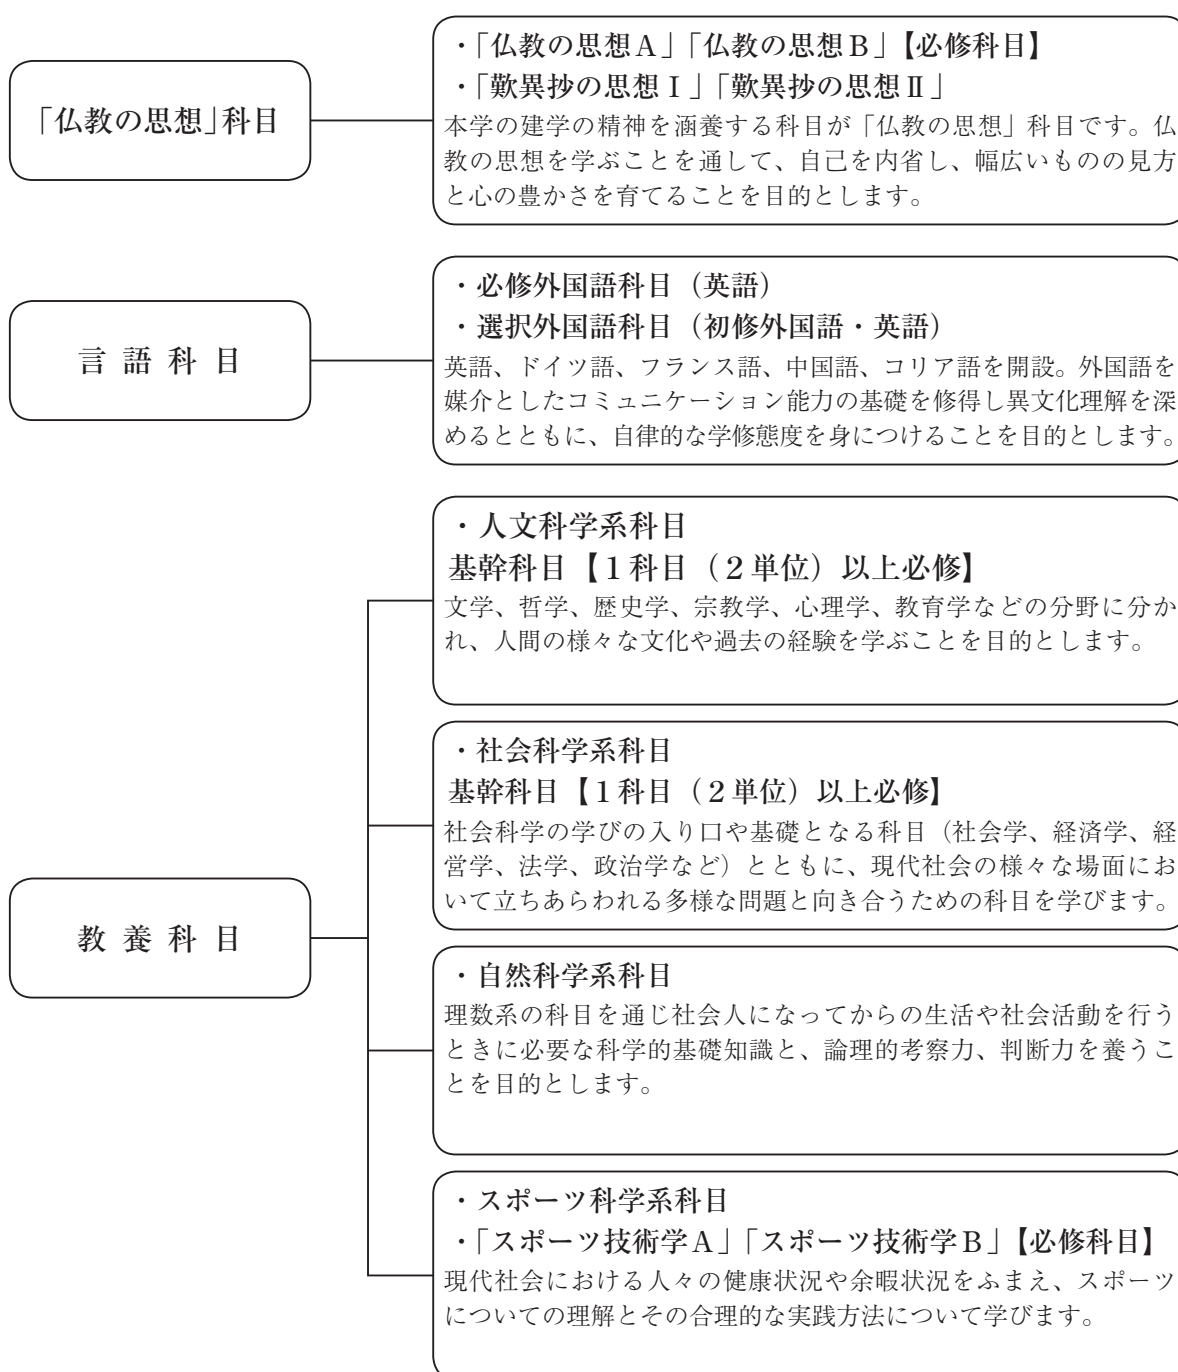 「仏教の思想」科目
・「仏教の思想A」「仏教の思想B」【必修科目】
・「歎異抄の思想Ⅰ」「歎異抄の思想Ⅱ」
本学の建学の精神を涵養する科目が「仏教の思想」科目です。仏
教の思想を学ぶことを通して、自己を内省し、幅広いものの見方
と心の豊かさを育てることを目的とします。
言語科目
・必修外国語科目（英語）
・選択外国語科目（初修外国語・英語）
英語、ドイツ語、フランス語、中国語、コリア語を開設。外国語を
媒介としたコミュニケーション能力の基礎を修得し異文化理解を深
めるとともに、自律的な学修態度を身につけることを目的とします。
教養科目
・人文科学系科目
基幹科目【１科目（２単位）以上必修】
文学、哲学、歴史学、宗教学、心理学、教育学などの分野に分か
れ、人間の様々な文化や過去の経験を学ぶことを目的とします。
・社会科学系科目
基幹科目【１科目（２単位）以上必修】
社会科学の学びの入り口や基礎となる科目（社会学、経済学、経
営学、法学、政治学など）とともに、現代社会の様々な場面にお
いて立ちあらわれる多様な問題と向き合うための科目を学びます。
・自然科学系科目
理数系の科目を通じ社会人になってからの生活や社会活動を行う
ときに必要な科学的基礎知識と、論理的考察力、判断力を養うこ
とを目的とします。
・スポーツ科学系科目
・「スポーツ技術学A」「スポーツ技術学B」【必修科目】
現代社会における人々の健康状況や余暇状況をふまえ、スポーツ
についての理解とその合理的な実践方法について学びます。